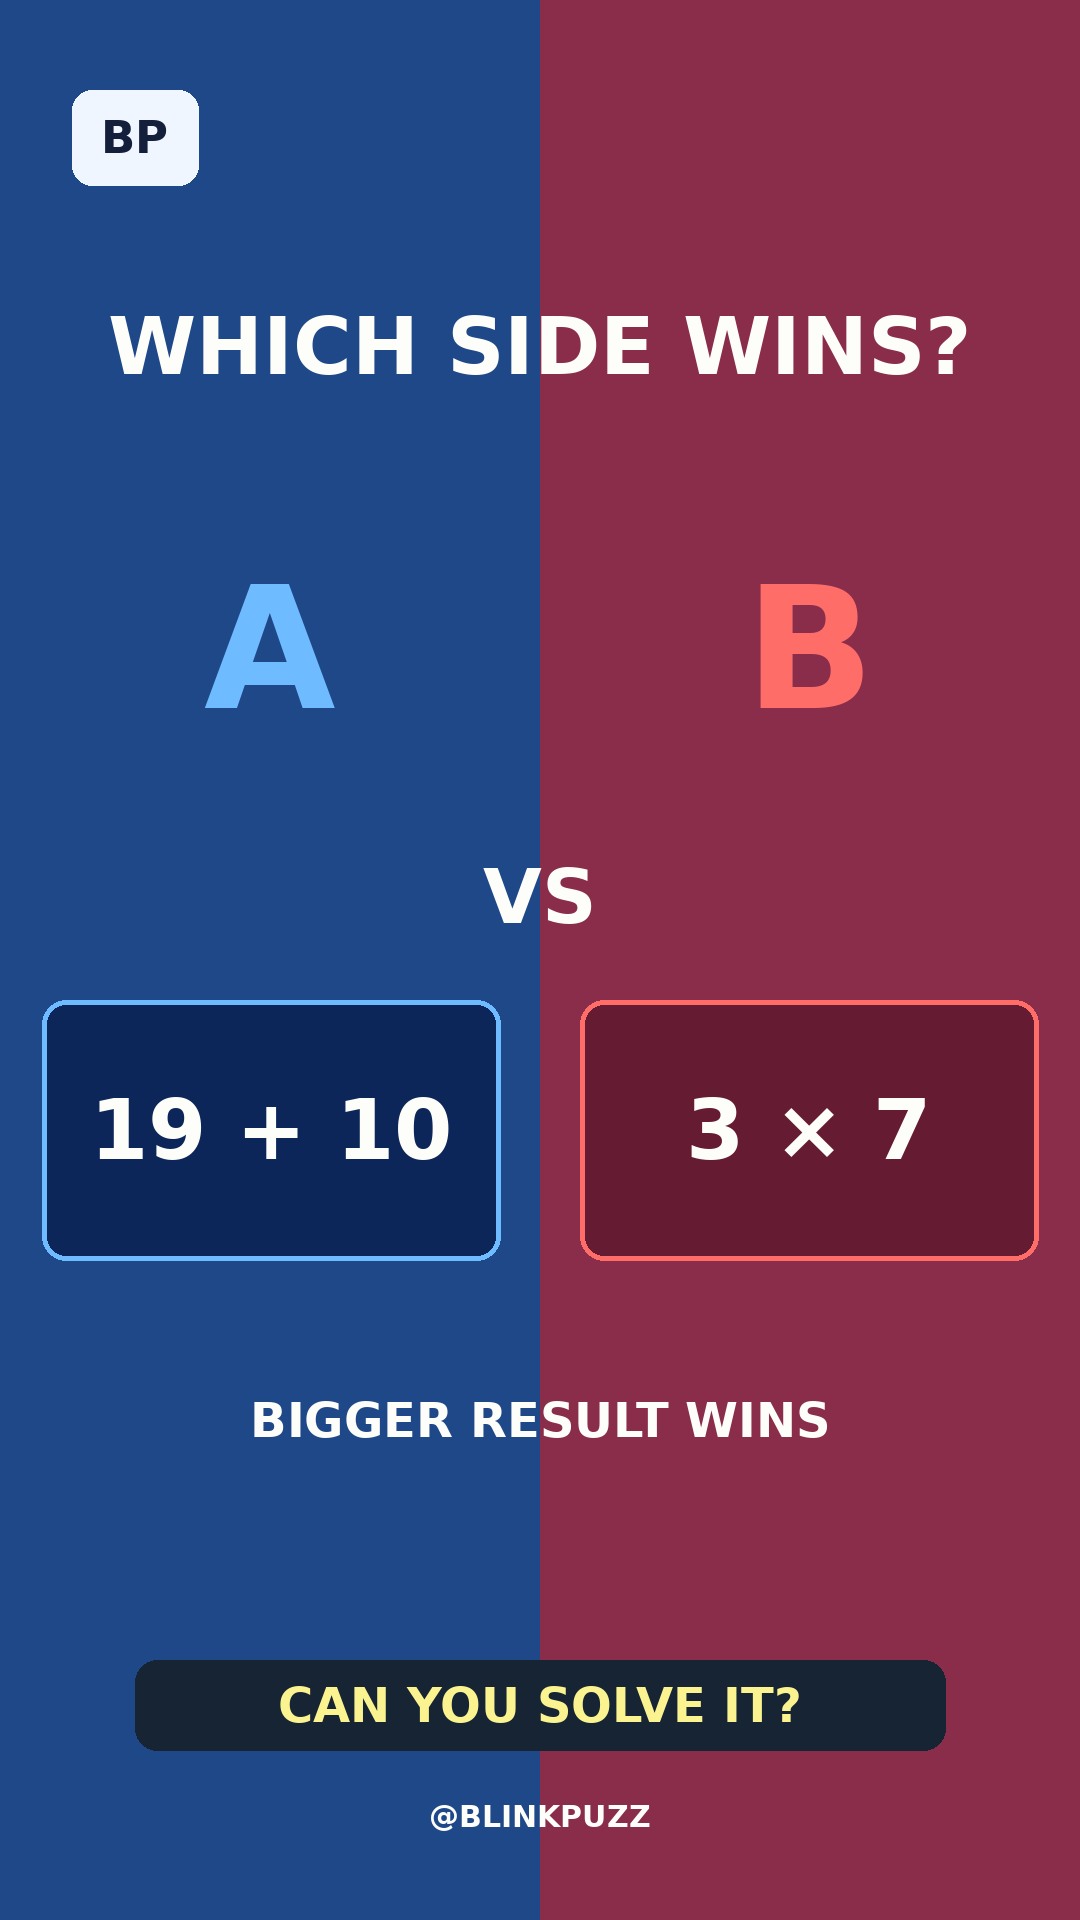 BP
WHICH SIDE WINS?
A
B
VS
19 + 10
3 × 7
BIGGER RESULT WINS
CAN YOU SOLVE IT?
@BLINKPUZZ